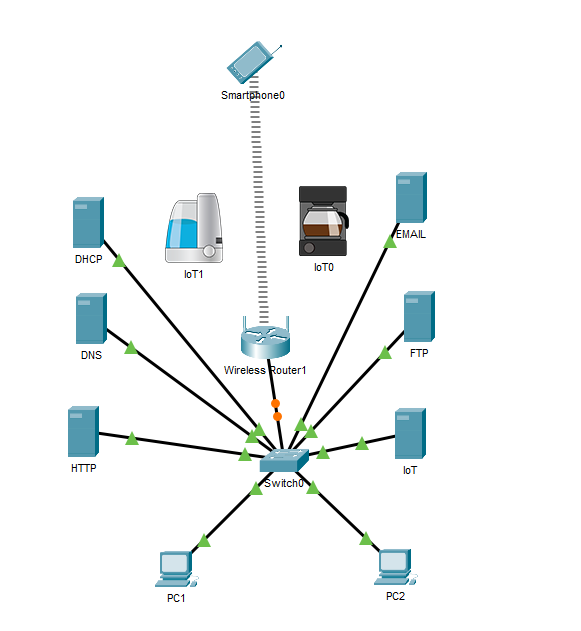 Smartphone0
EMAIL
DHCP
IoT1
IoT0
DNS
FTP
Wireless Router1
HTTP
IoT
Switch0
PC1
PC2